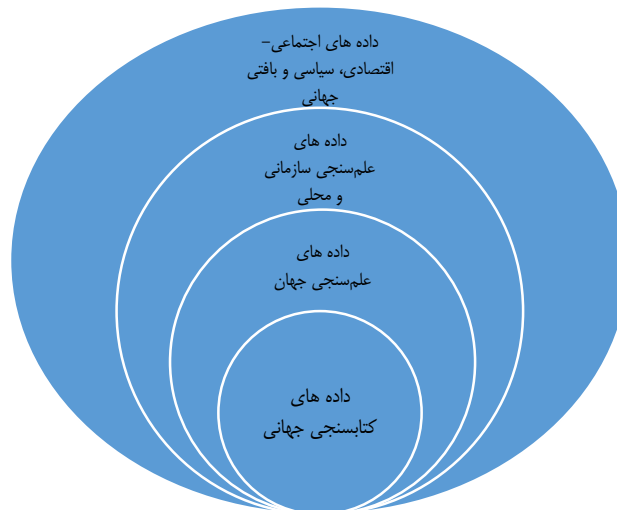 داده های اجتماعی-
اقتصادی، سیاسی و بافتی
جهانی
داده های
علم‌سنجی سازمانی
و محلی
داده های
علم‌سنجی جهان
داده های
کتابسنجی جهانی